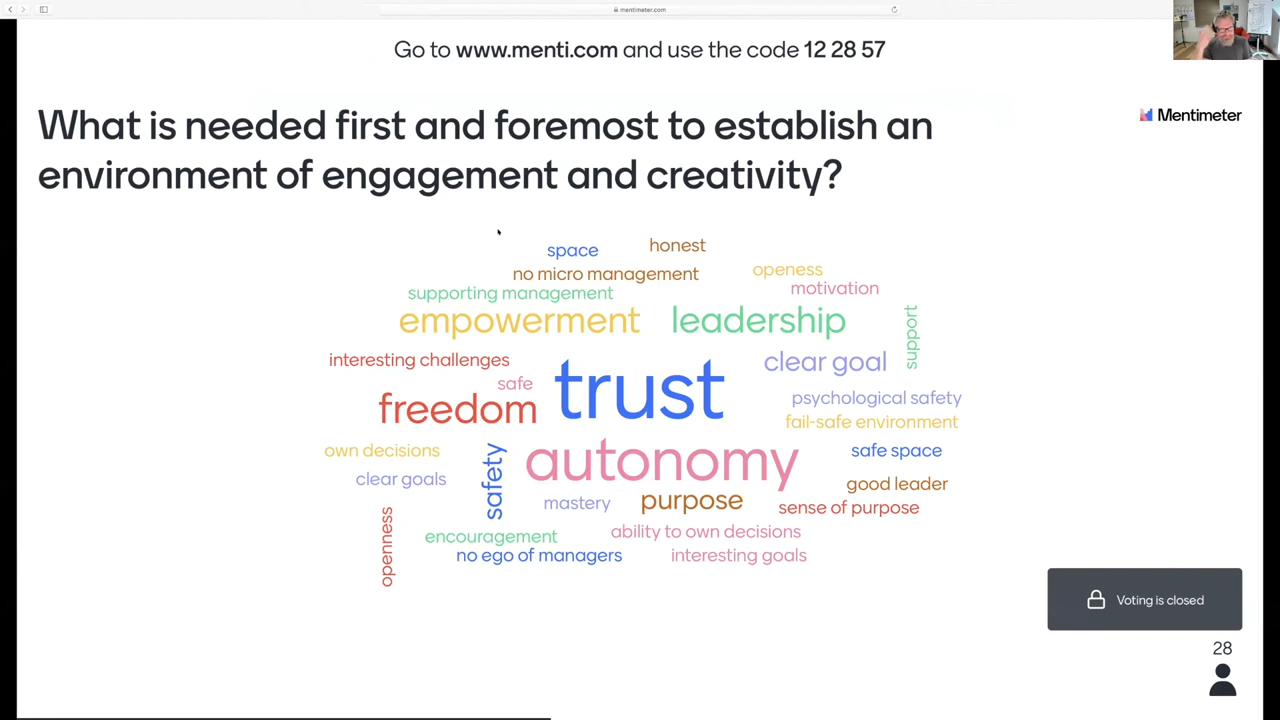 mentimeter.com
Go to www.menti.com and use the code 12 28 57
What is needed first and foremost to establish an
environment of engagement and creativity?
Mentimeter
space
honest
no micro management
openess
motivation
supporting management
empowerment
leadership
support
interesting challenges
clear goal
safe
trust
freedom
psychological safety
fail-safe environment
own decisions
autonomy
safe space
clear goals
safety
mastery
purpose
good leader
sense of purpose
openness
encouragement
ability to own decisions
no ego of managers
interesting goals
Voting is closed
28